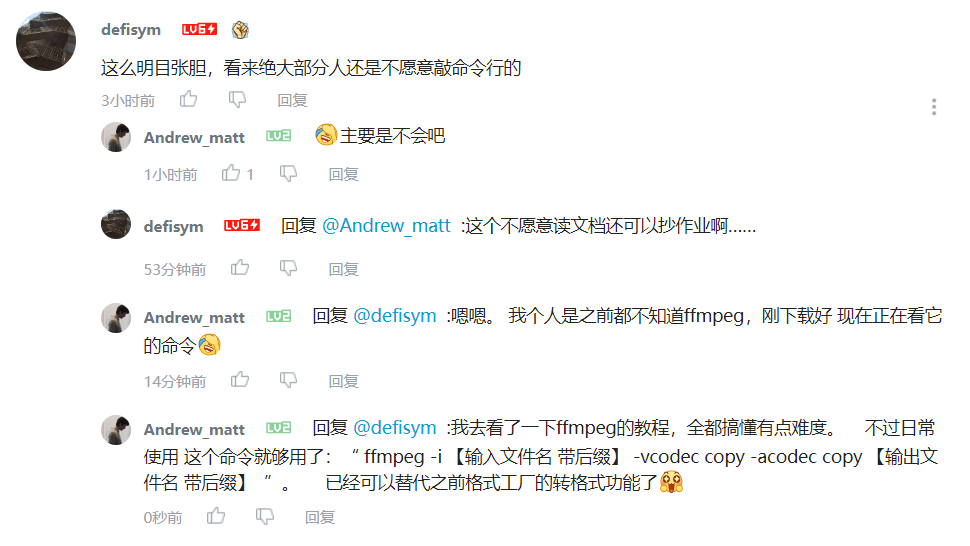 defisym LV6
这么明目张胆，看来绝大部分人还是不愿意敲命令行的
3小时前 回复
Andrew_matt LV2 主要是不会吧
1小时前 1 回复
defisym LV6 回复 @Andrew_matt :这个不愿意读文档还可以抄作业啊......
53分钟前 回复
Andrew_matt LV2 回复 @defisym :嗯嗯。 我个人是之前都不知道ffmpeg，刚下载好 现在正在看它
的命令
14分钟前 回复
Andrew_matt LV2 回复 @defisym :我去看了一下ffmpeg的教程，全都搞懂有点难度。 不过日常
使用 这个命令就够用了：“ ffmpeg -i 【输入文件名 带后缀】 -vcodec copy -acodec copy 【输出文
件名 带后缀】 ”。 已经可以替代之前格式工厂的转格式功能了
0秒前 回复